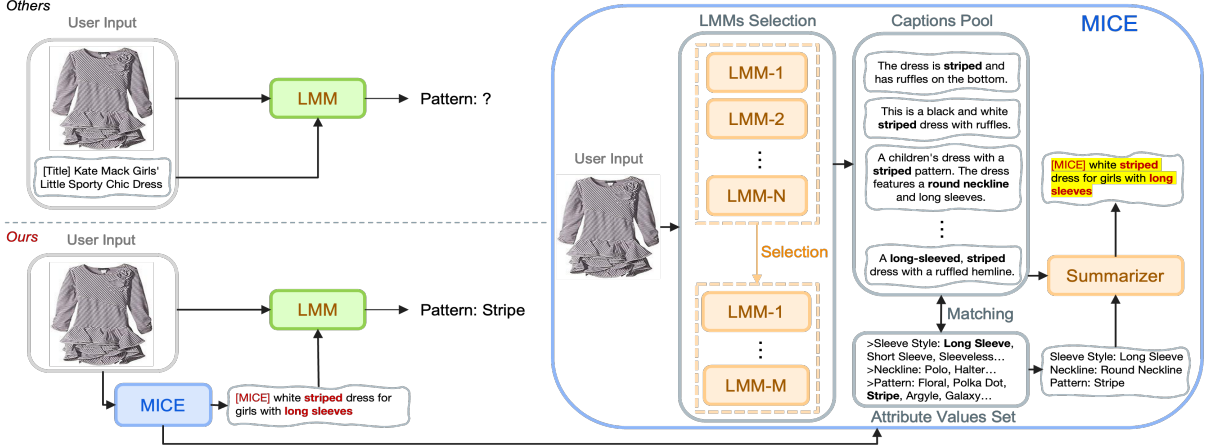 Others
User Input
[Title] Kate Mack Girls'
Little Sporty Chic Dress
LMM
Pattern: ?
Ours
User Input
LMM
Pattern: Stripe
MICE
[MICE] white striped dress for
girls with long sleeves
MICE
User Input
LMMs Selection
LMM-1
LMM-2
LMM-N
Selection
LMM-1
LMM-M
Captions Pool
The dress is striped and
has ruffles on the bottom.
This is a black and white
striped dress with ruffles.
A children's dress with a
striped pattern. The dress
features a round neckline
and long sleeves.
A long-sleeved, striped
dress with a ruffled hemline.
Matching
>Sleeve Style: Long Sleeve,
Short Sleeve, Sleeveless...
>Neckline: Polo, Halter...
>Pattern: Floral, Polka Dot,
Stripe, Argyle, Galaxy...
Attribute Values Set
[MICE] white striped
dress for girls with long
sleeves
Summarizer
Sleeve Style: Long Sleeve
Neckline: Round Neckline
Pattern: Stripe